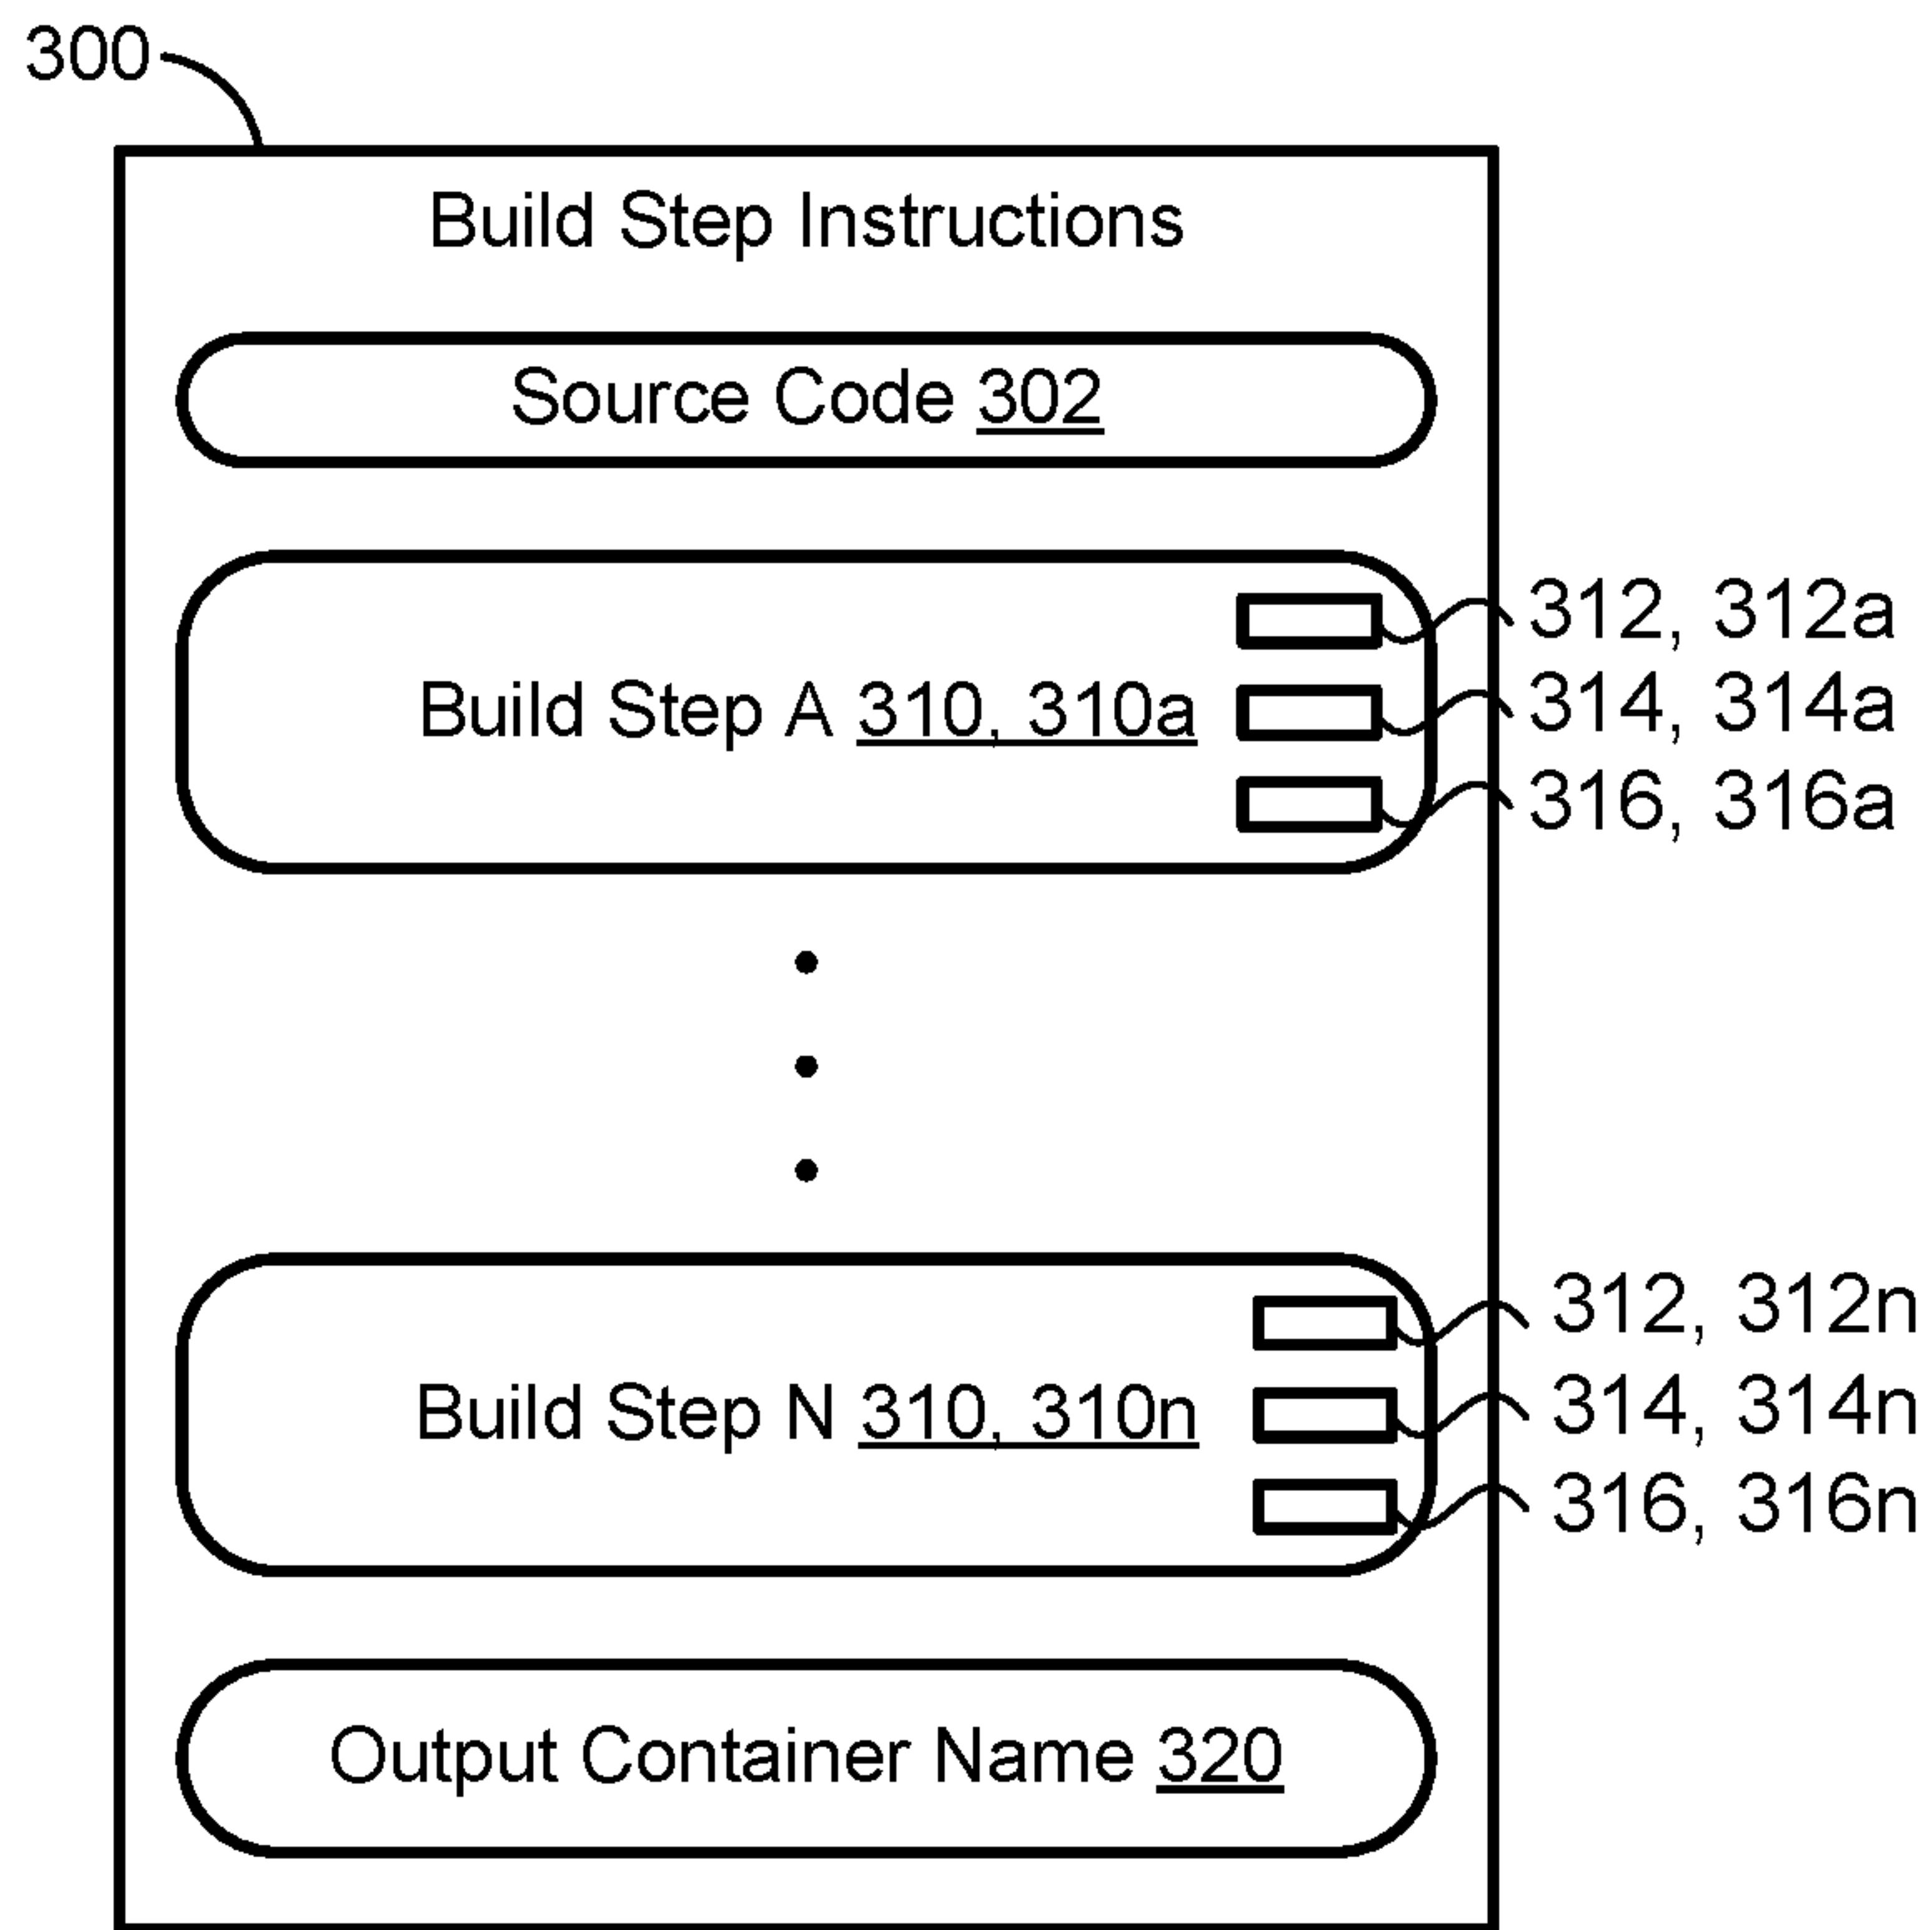 300
Build Step Instructions
Source Code 302
312, 312a
Build Step A 310, 310a
314, 314a
316, 316a
312, 312n
Build Step N 310, 310n
314, 314n
316, 316n
Output Container Name 320